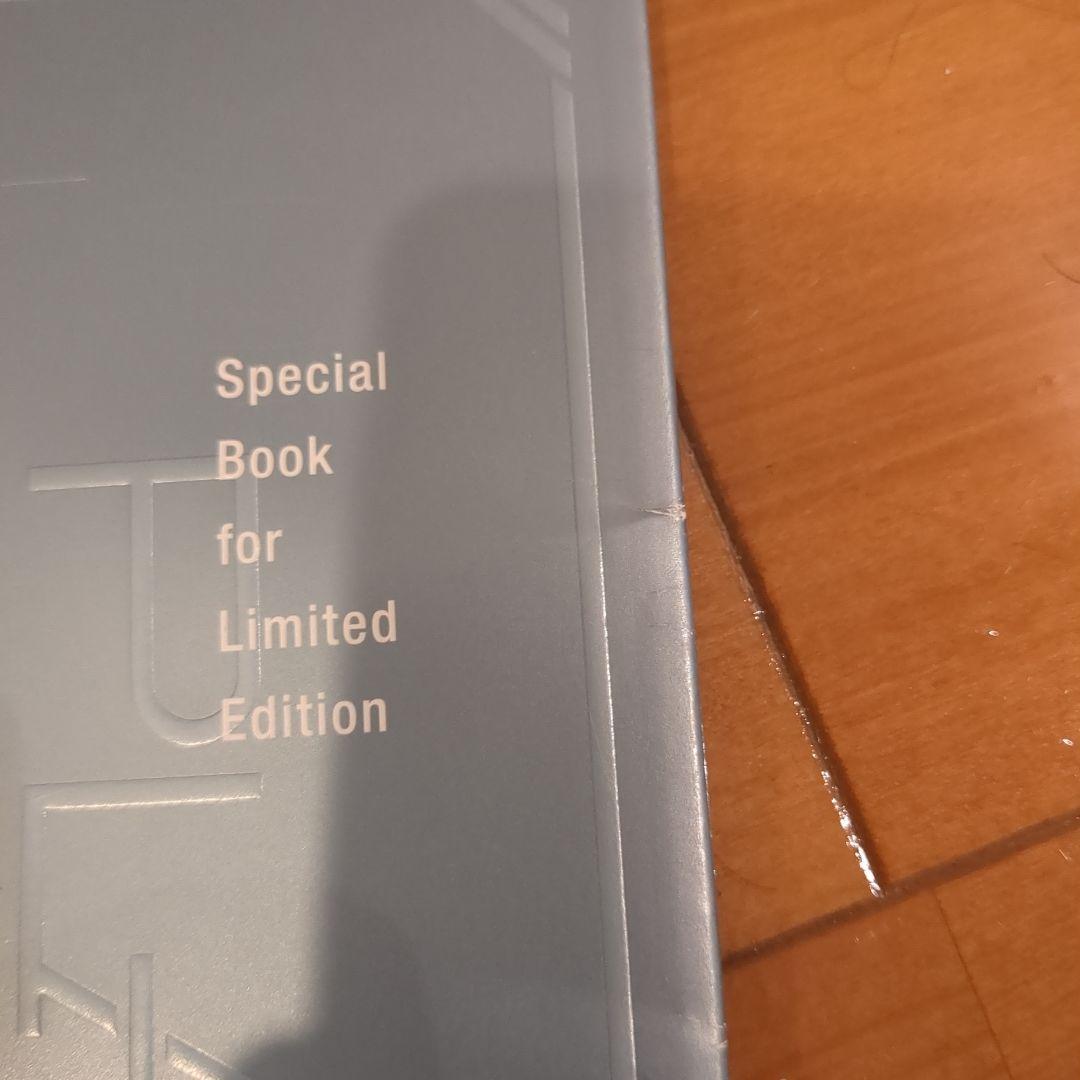 Special
Book
for
Limited
Edition